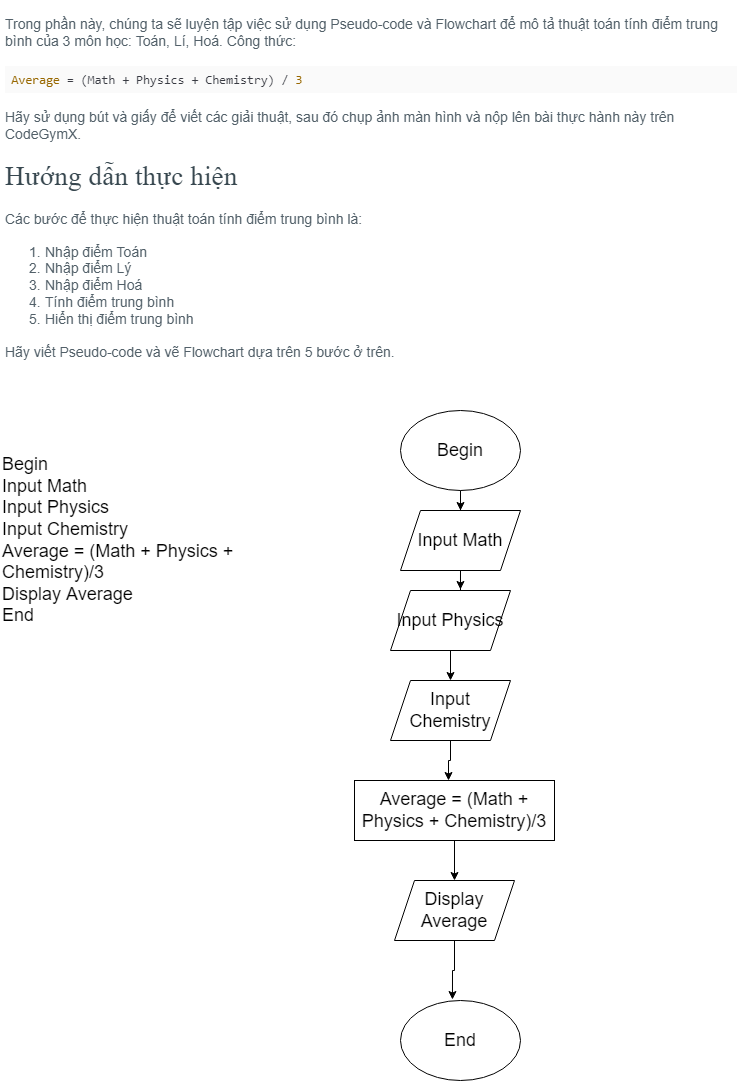 Trong phần này, chúng ta sẽ luyện tập việc sử dụng Pseudo-code và Flowchart để mô tả thuật toán tính điểm trung
bình của 3 môn học: Toán, Lí, Hoá. Công thức:
Average = (Math + Physics + Chemistry) / 3
Hãy sử dụng bút và giấy để viết các giải thuật, sau đó chụp ảnh màn hình và nộp lên bài thực hành này trên
CodeGymX.
Hướng dẫn thực hiện
Các bước để thực hiện thuật toán tính điểm trung bình là:
1. Nhập điểm Toán
2. Nhập điểm Lý
3. Nhập điểm Hoá
4. Tính điểm trung bình
5. Hiển thị điểm trung bình
Hãy viết Pseudo-code và vẽ Flowchart dựa trên 5 bước ở trên.
Begin
Input Math
Input Physics
Input Chemistry
Average = (Math + Physics +
Chemistry)/3
Display Average
End
Begin
Input Math
Input Physics
Input
Chemistry
Average = (Math +
Physics + Chemistry)/3
Display
Average
End